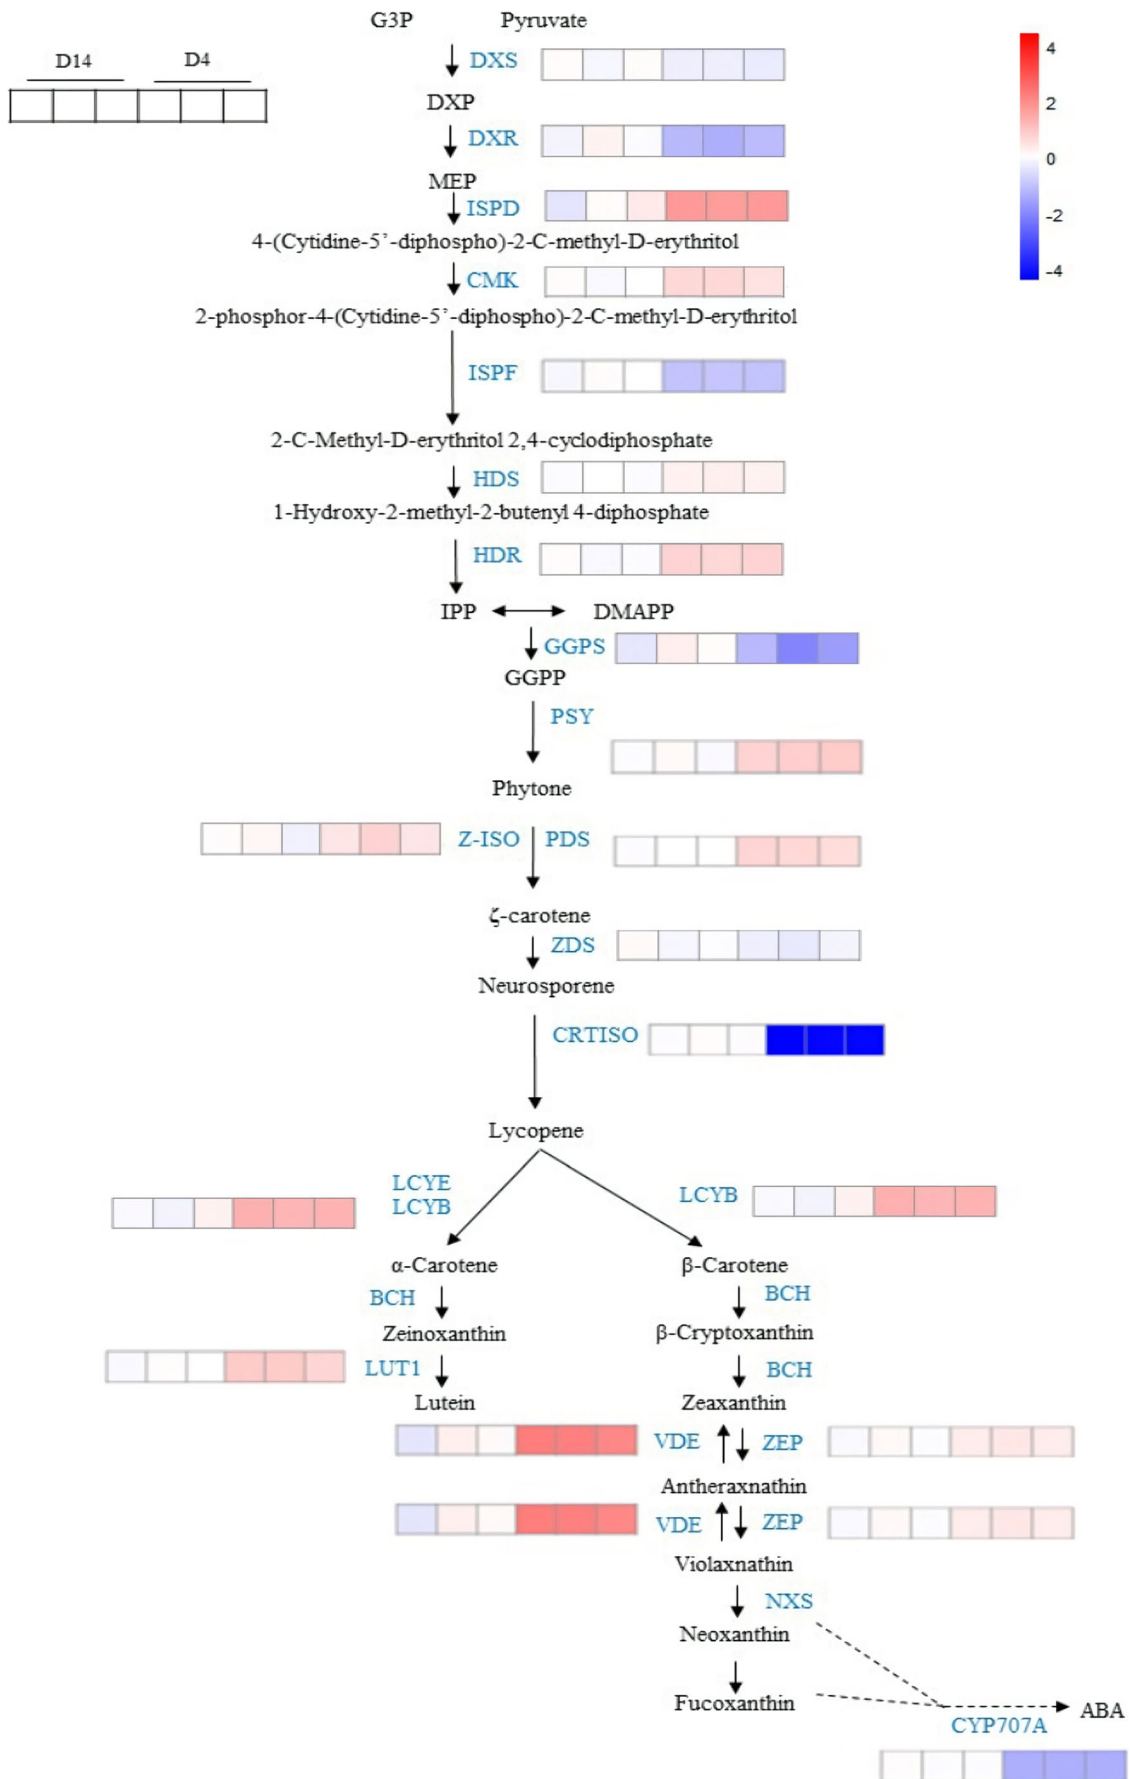 G3P Pyruvate
D14 D4
DXS
DXP
DXR
MEP
ISPD
4-(Cytidine-5’-diphospho)-2-C-methyl-D-erythritol
CMK
2-phosphor-4-(Cytidine-5’-diphospho)-2-C-methyl-D-erythritol
ISPF
2-C-Methyl-D-erythritol 2,4-cyclodiphosphate
HDS
1-Hydroxy-2-methyl-2-butenyl 4-diphosphate
HDR
IPP DMAPP
GGPS
GGPP
PSY
Phytone
Z-ISO PDS
ζ-carotene
ZDS
Neurosporene
CRTISO
Lycopene
LCYE
LCYB LCYB
α-Carotene β-Carotene
BCH BCH
Zeinoxanthin β-Cryptoxanthin
LUT1 BCH
Lutein Zeaxanthin
VDE ZEP
Antheraxnathin
VDE ZEP
Violaxnathin
NXS
Neoxanthin
Fucoxanthin ABA
CYP707A
4
2
0
-2
-4